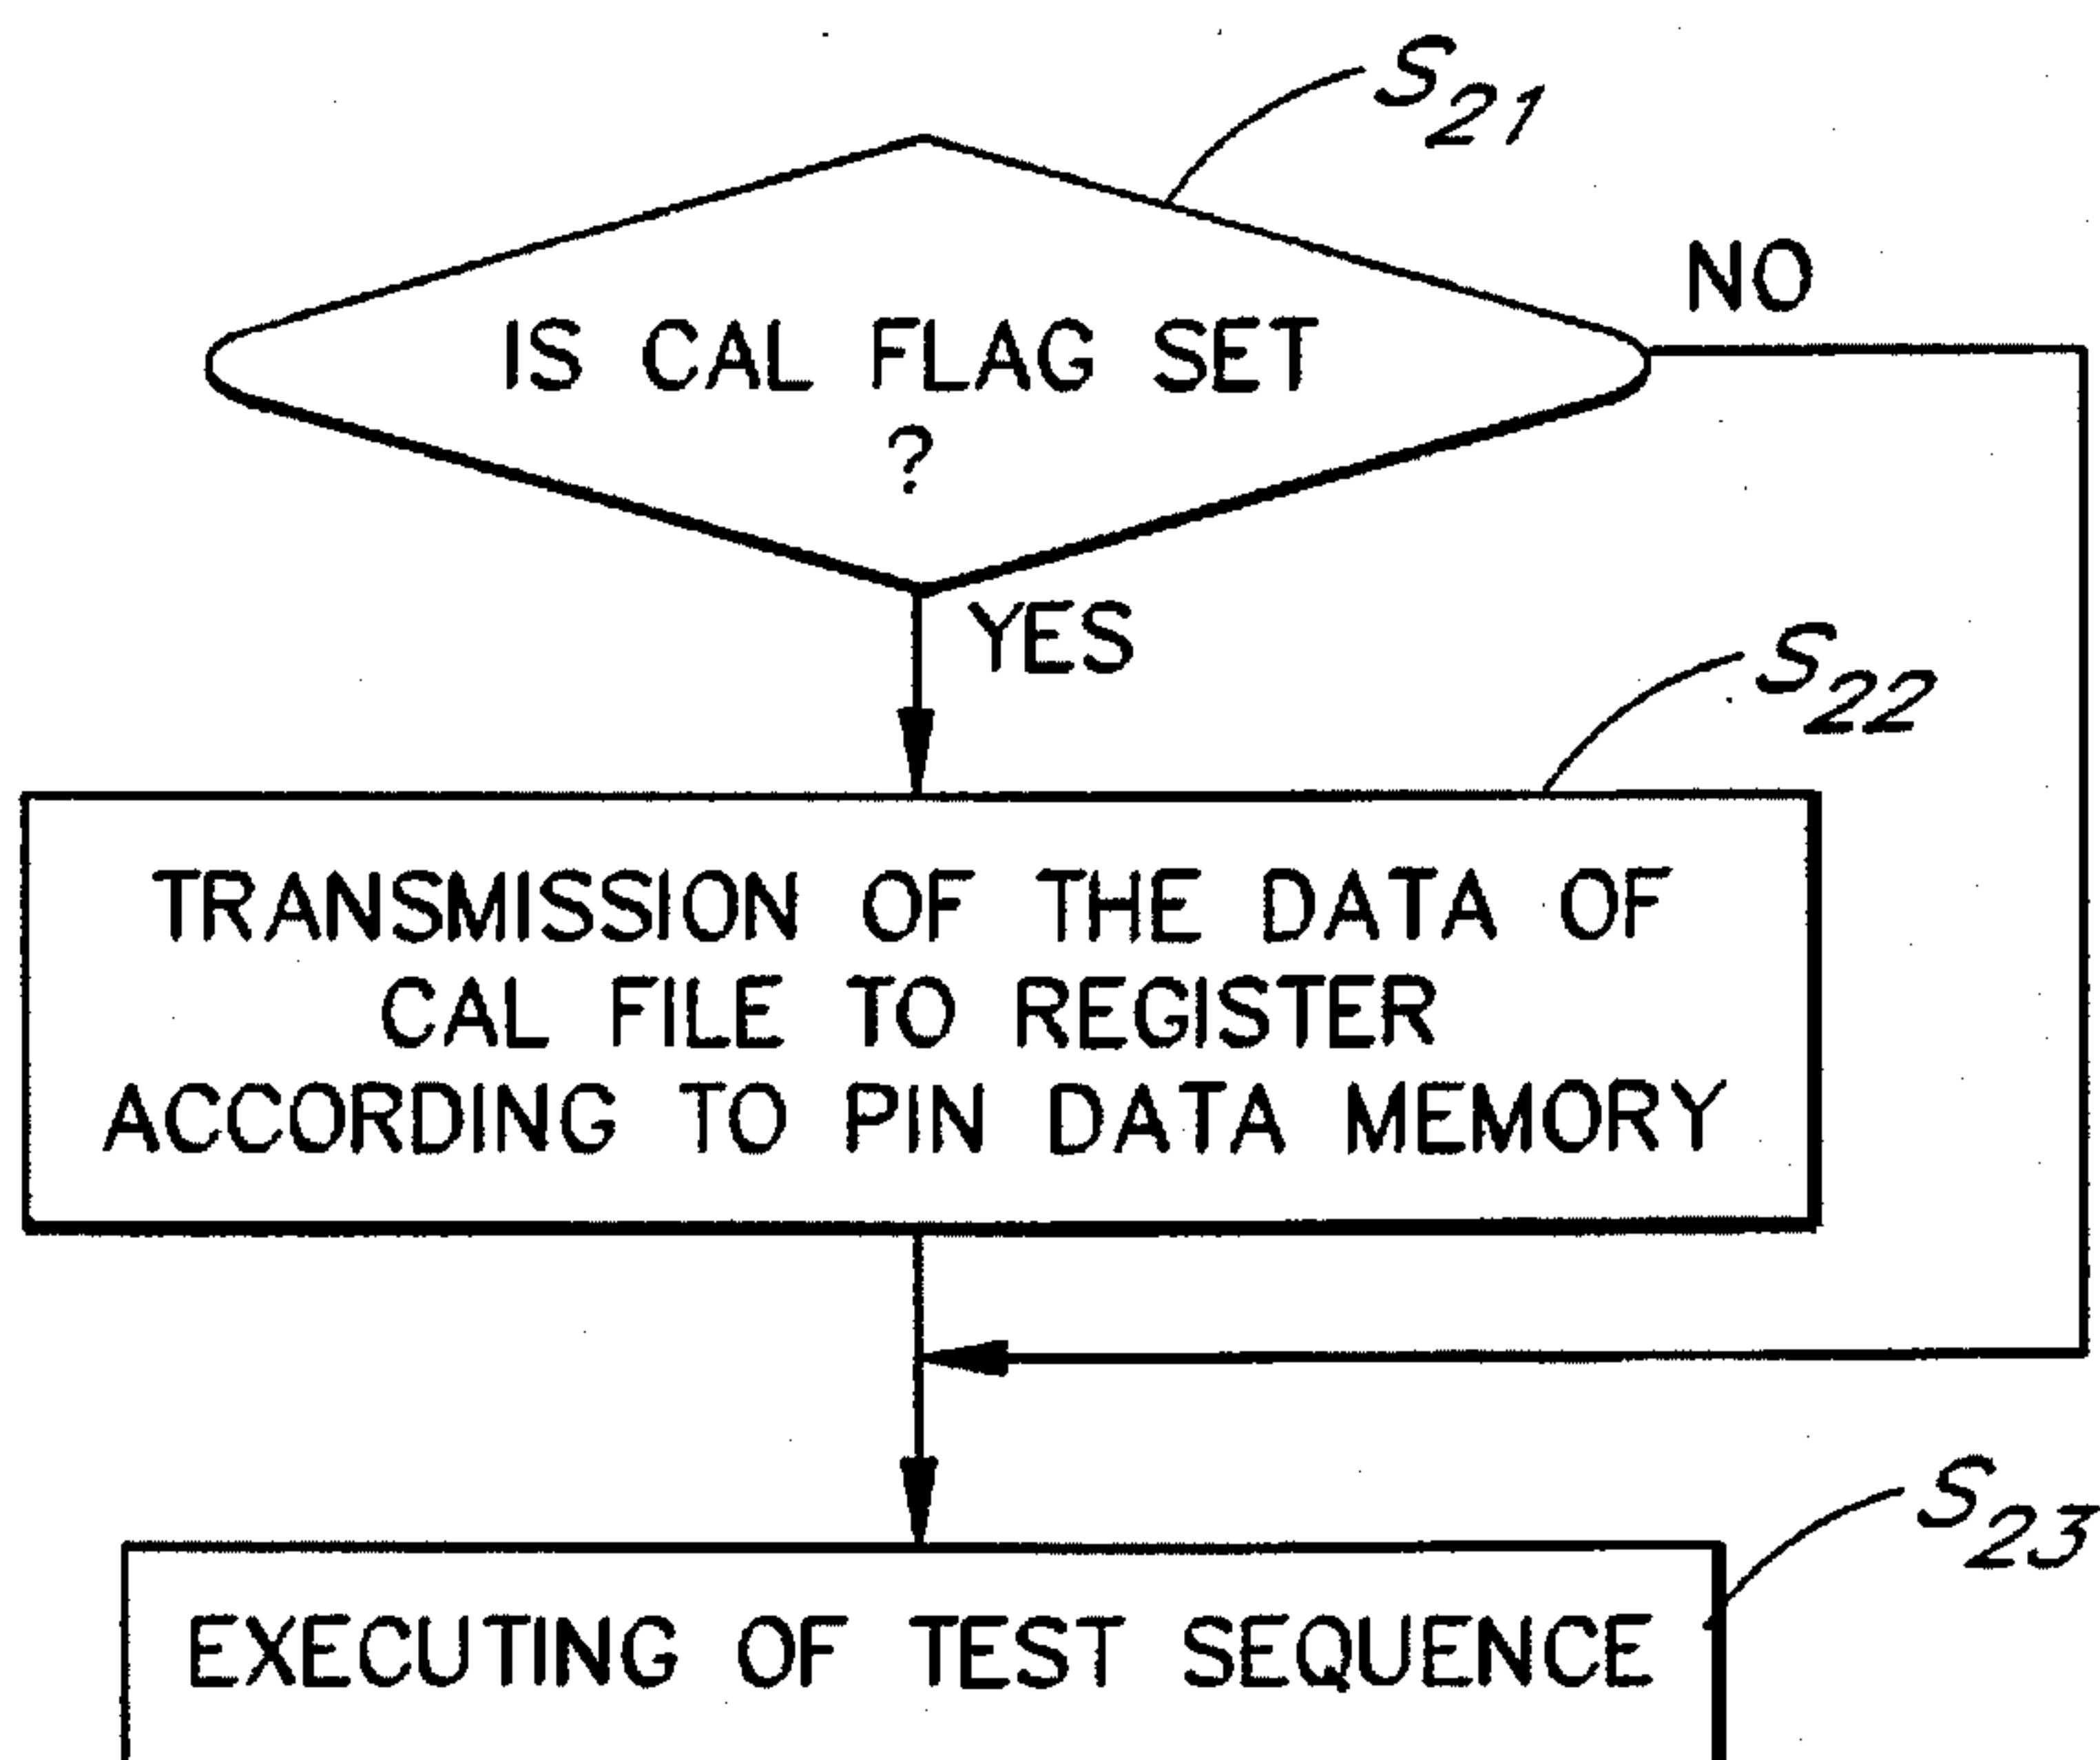 S21
IS CAL FLAG SET
?
NO
YES
S22
TRANSMISSION OF THE DATA OF
CAL FILE TO REGISTER
ACCORDING TO PIN DATA MEMORY
S23
EXECUTING OF TEST SEQUENCE